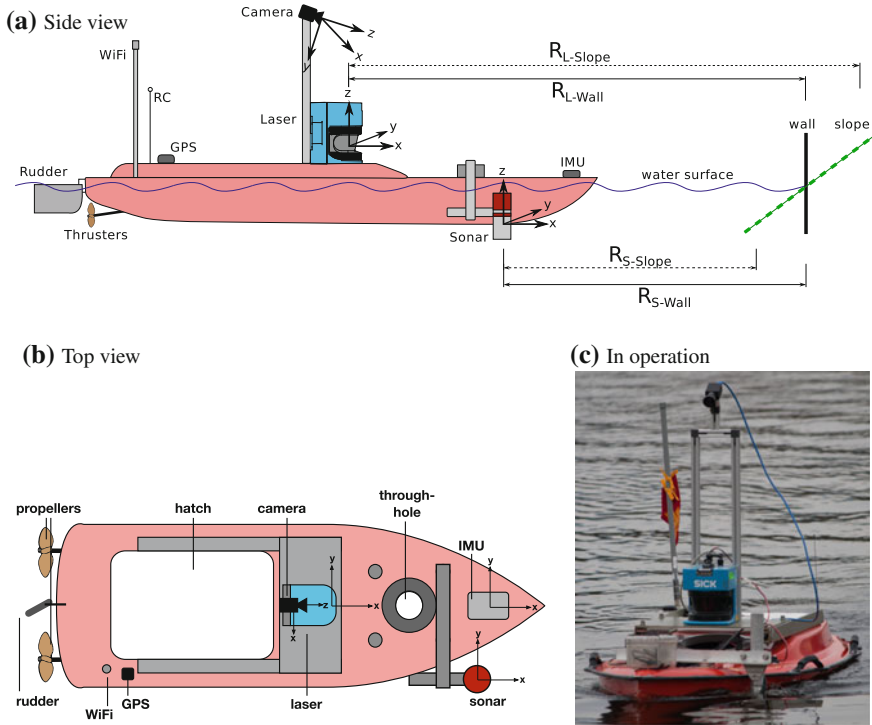 (a) Side view
Camera
z
x
y
WiFi
RC
GPS
Laser
z
y
x
R_L-Slope
R_L-Wall
wall
slope
Rudder
Thrusters
IMU
water surface
z
y
x
Sonar
R_S-Slope
R_S-Wall
(b) Top view
propellers
hatch
camera
through-
hole
IMU
y
x
z
x
y
x
y
x
rudder
WiFi
GPS
laser
sonar
(c) In operation
SICK